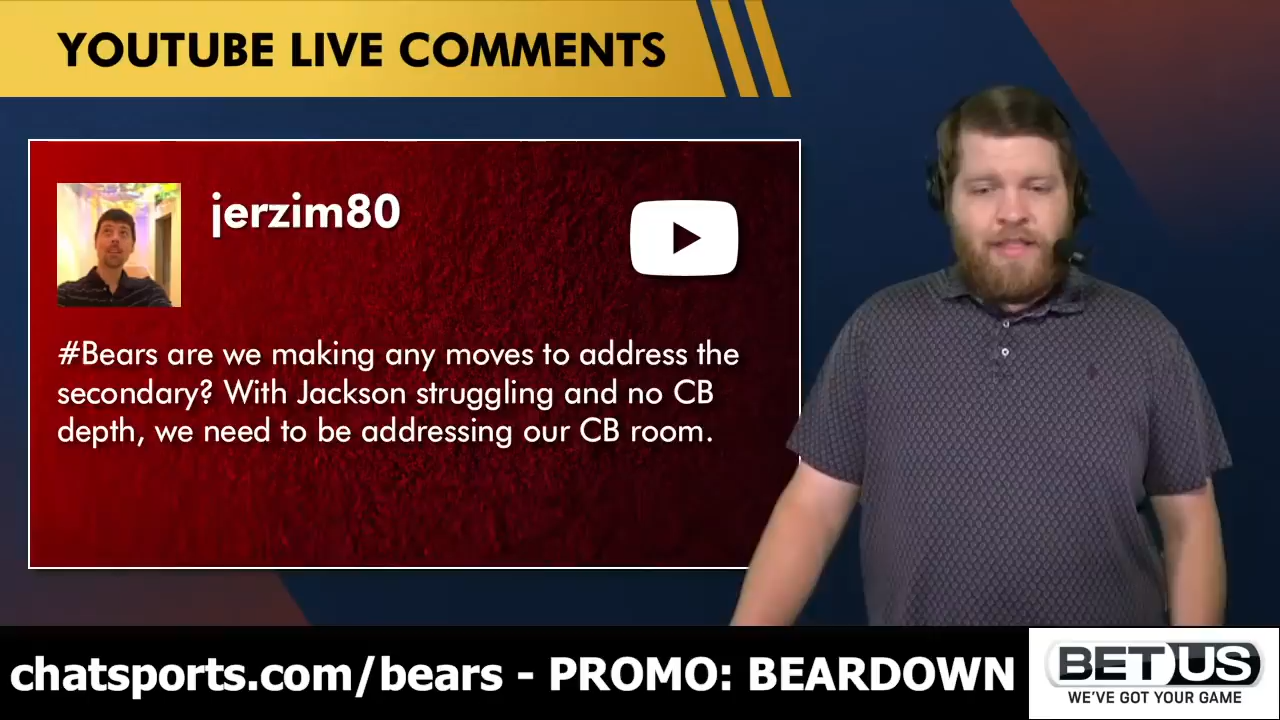 YOUTUBE LIVE COMMENTS
jerzim80
#Bears are we making any moves to address the
secondary? With Jackson struggling and no CB
depth, we need to be addressing our CB room.
chatsports.com/bears - PROMO: BEARDOWN
BETUS
WE'VE GOT YOUR GAME